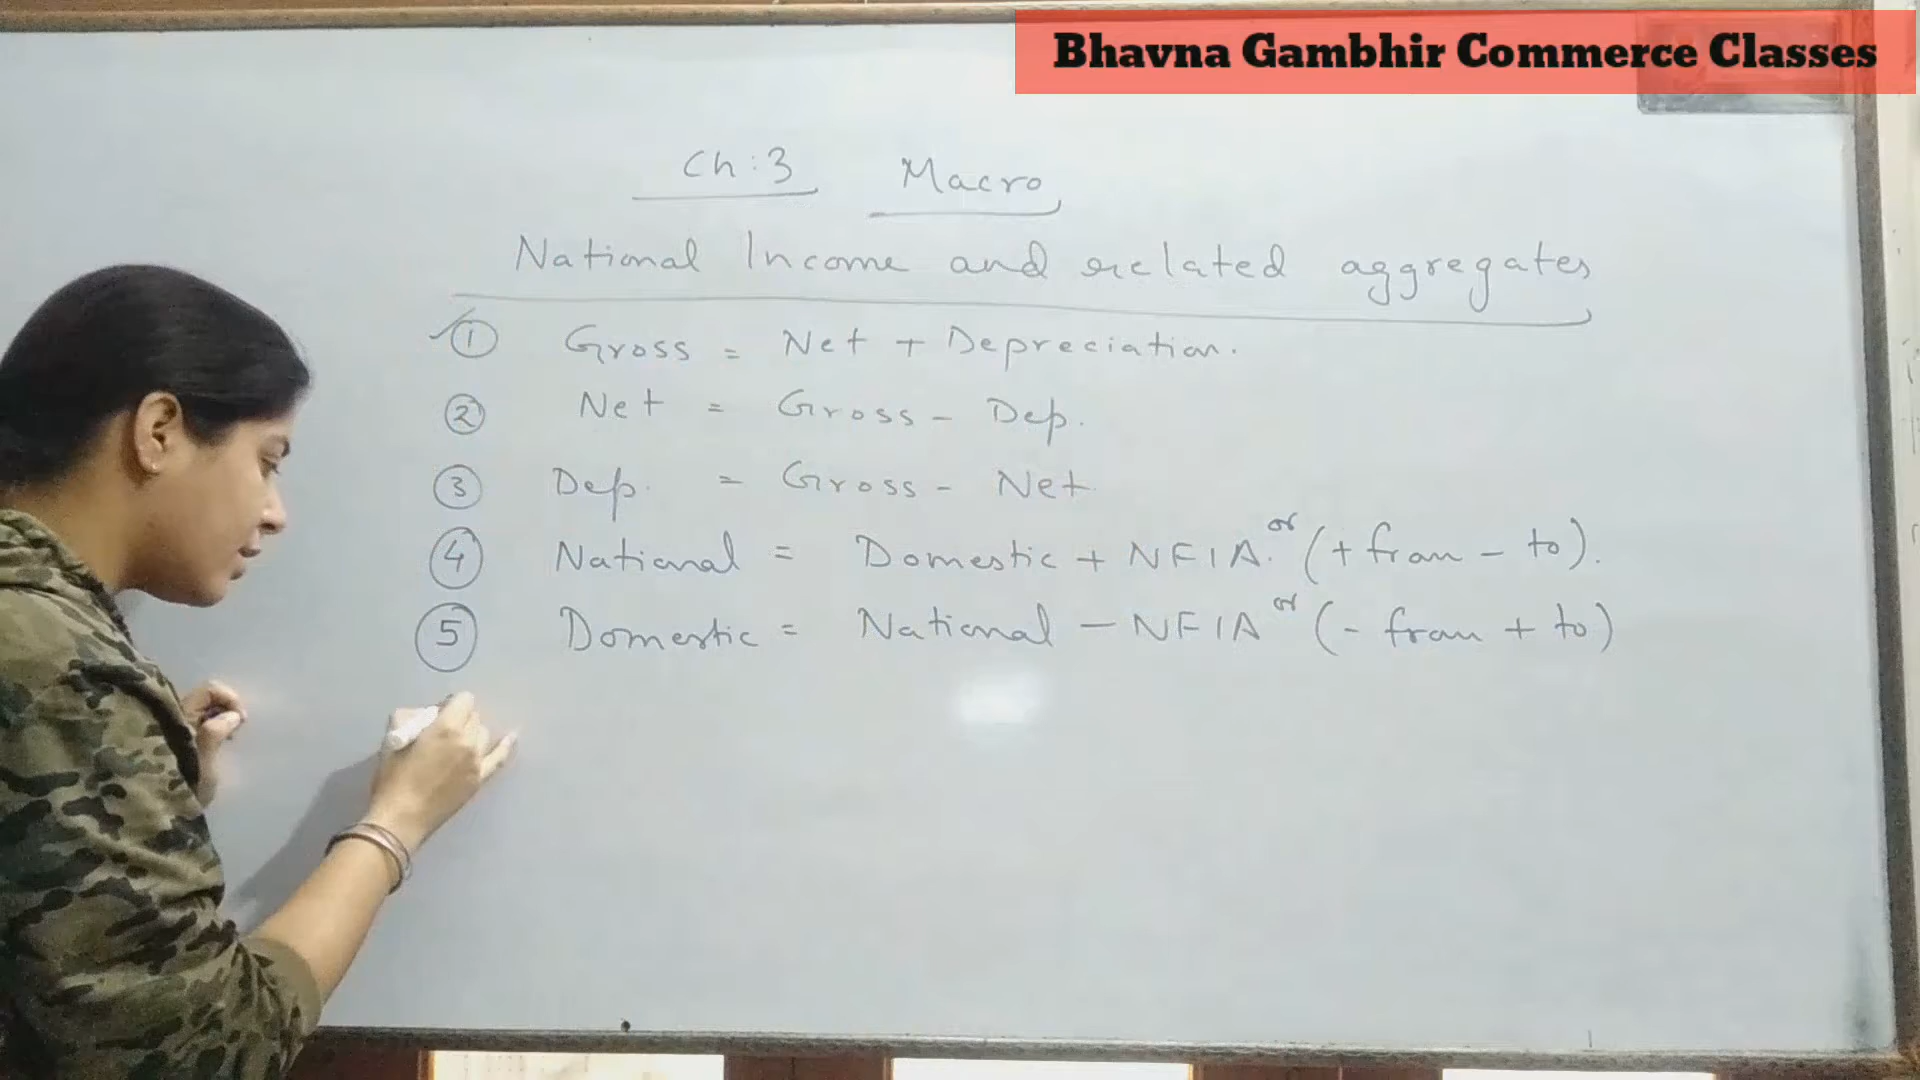 Bhavna Gambhir Commerce Classes
Ch:3 Macro
National Income and related aggregates
① Gross = Net + Depreciation.
② Net = Gross - Dep.
③ Dep. = Gross - Net
④ National = Domestic + NFIA. or (+ from - to).
⑤ Domestic = National - NFIA or (- from + to)